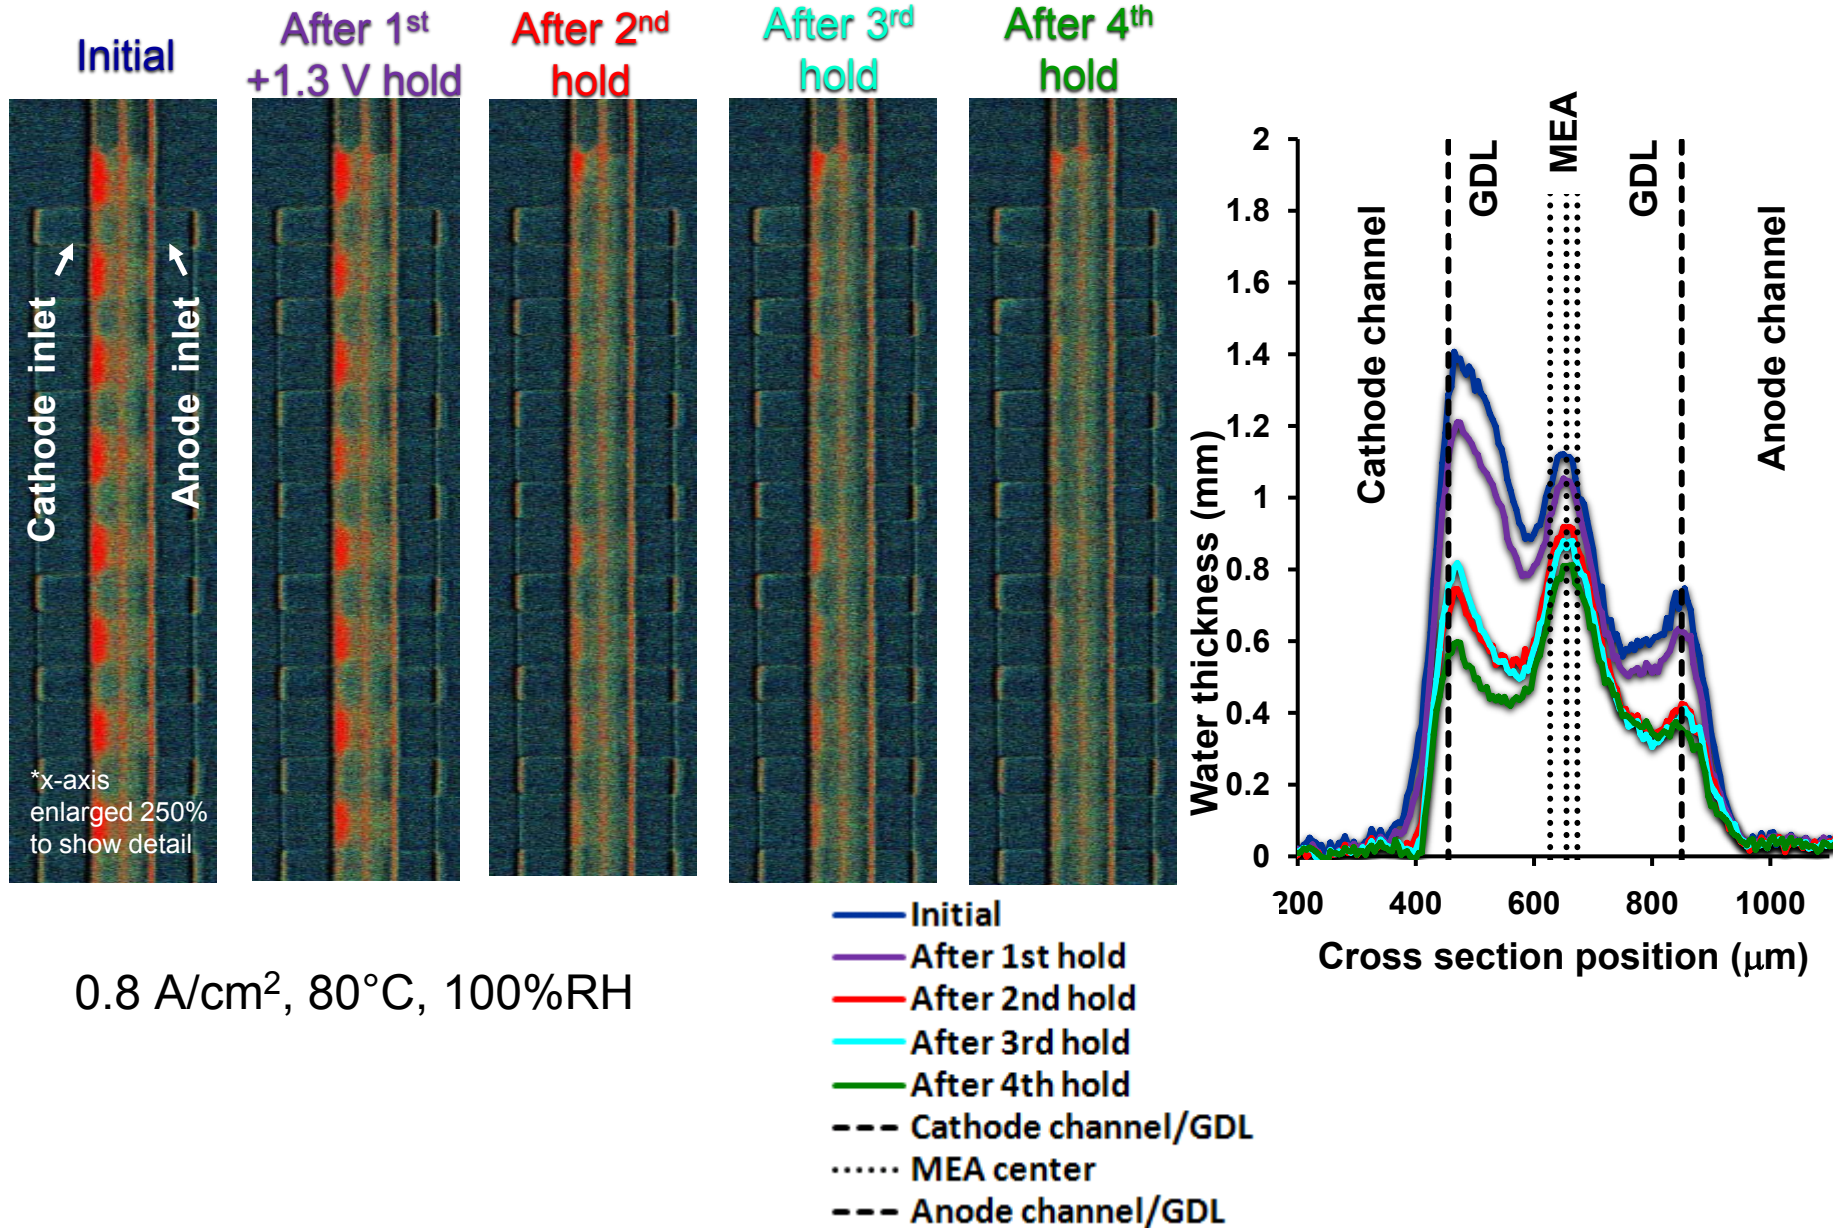 Initial
After 1st
+1.3 V hold
After 2nd
hold
After 3rd
hold
After 4th
hold
Cathode inlet
Anode inlet
*x-axis
enlarged 250%
to show detail
0.8 A/cm², 80°C, 100%RH
Water thickness (mm)
2
1.8
1.6
1.4
1.2
1
0.8
0.6
0.4
0.2
0
Cathode channel
GDL
MEA
GDL
Anode channel
200 400 600 800 1000
Cross section position (μm)
Initial
After 1st hold
After 2nd hold
After 3rd hold
After 4th hold
Cathode channel/GDL
MEA center
Anode channel/GDL